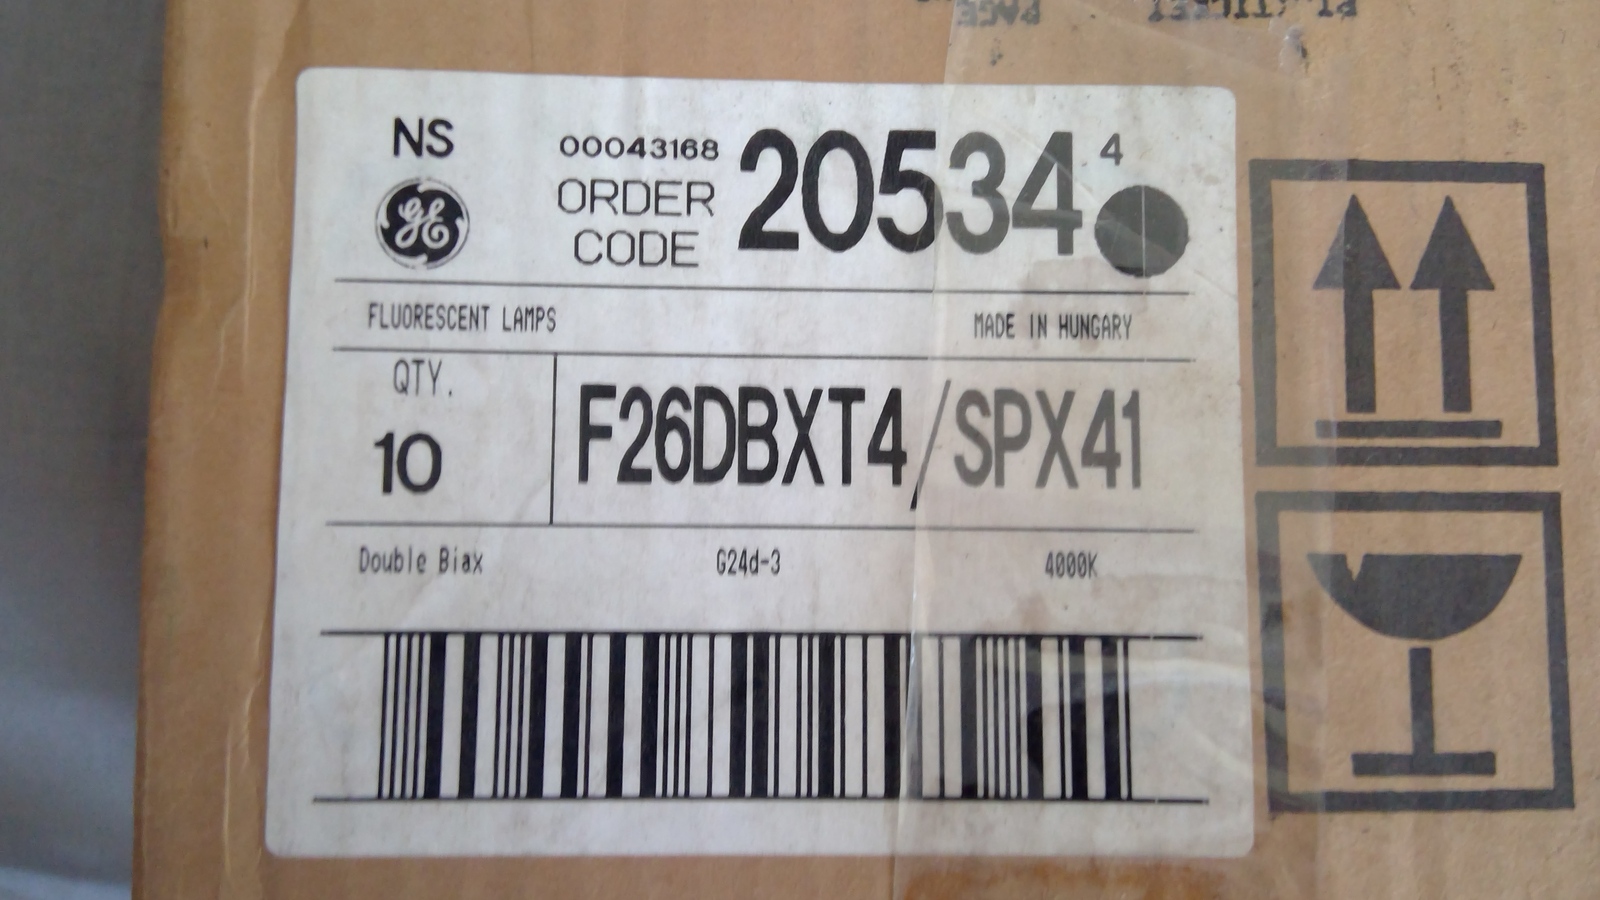 NS
00043168
20534
4
ORDER
CODE
GE
FLUORESCENT LAMPS
MADE IN HUNGARY
QTY.
10
F26DBXT4/SPX41
Double Biax
G24d-3
4000K